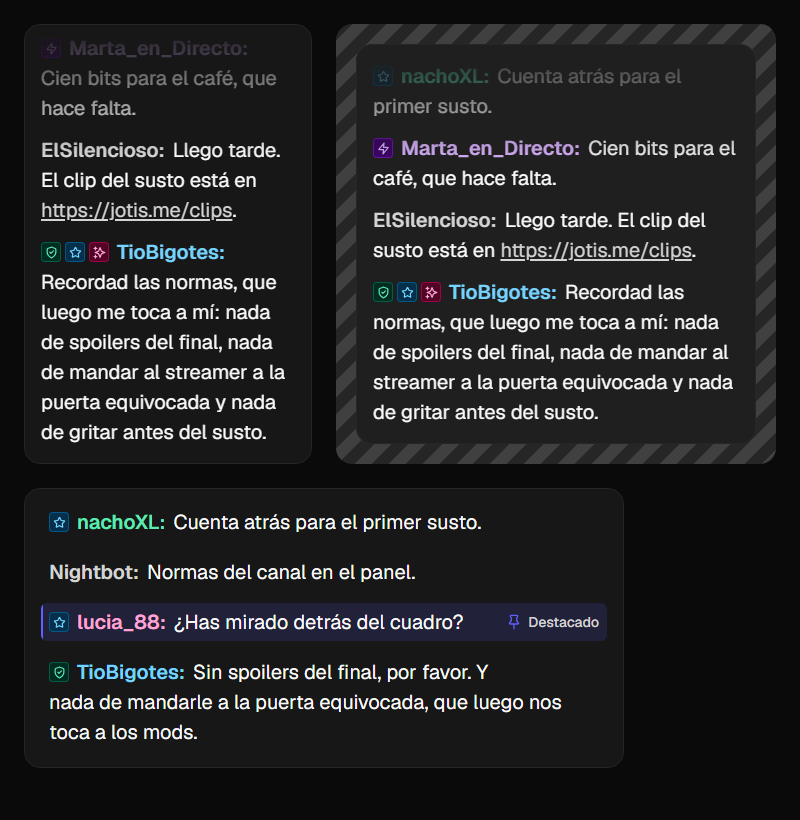 Marta_en_Directo:
Cien bits para el café, que
hace falta.
ElSilencioso: Llego tarde.
El clip del susto está en
https://jotis.me/clips.
TioBigotes:
Recordad las normas, que
luego me toca a mí: nada
de spoilers del final, nada
de mandar al streamer a la
puerta equivocada y nada
de gritar antes del susto.
nachoXL: Cuenta atrás para el
primer susto.
Marta_en_Directo: Cien bits para el
café, que hace falta.
ElSilencioso: Llego tarde. El clip del
susto está en https://jotis.me/clips.
TioBigotes: Recordad las
normas, que luego me toca a mí: nada
de spoilers del final, nada de mandar al
streamer a la puerta equivocada y nada
de gritar antes del susto.
nachoXL: Cuenta atrás para el primer susto.
Nightbot: Normas del canal en el panel.
lucia_88: ¿Has mirado detrás del cuadro? Destacado
TioBigotes: Sin spoilers del final, por favor. Y
nada de mandarle a la puerta equivocada, que luego nos
toca a los mods.